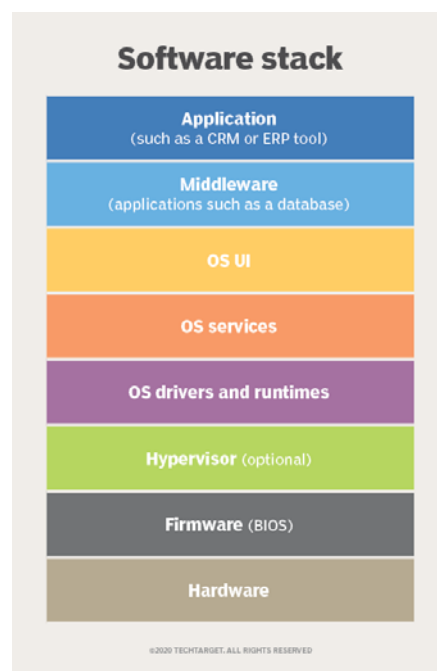 Software stack
Application
(such as a CRM or ERP tool)
Middleware
(applications such as a database)
OS UI
OS services
OS drivers and runtimes
Hypervisor (optional)
Firmware (BIOS)
Hardware
©2020 TECHTARGET. ALL RIGHTS RESERVED